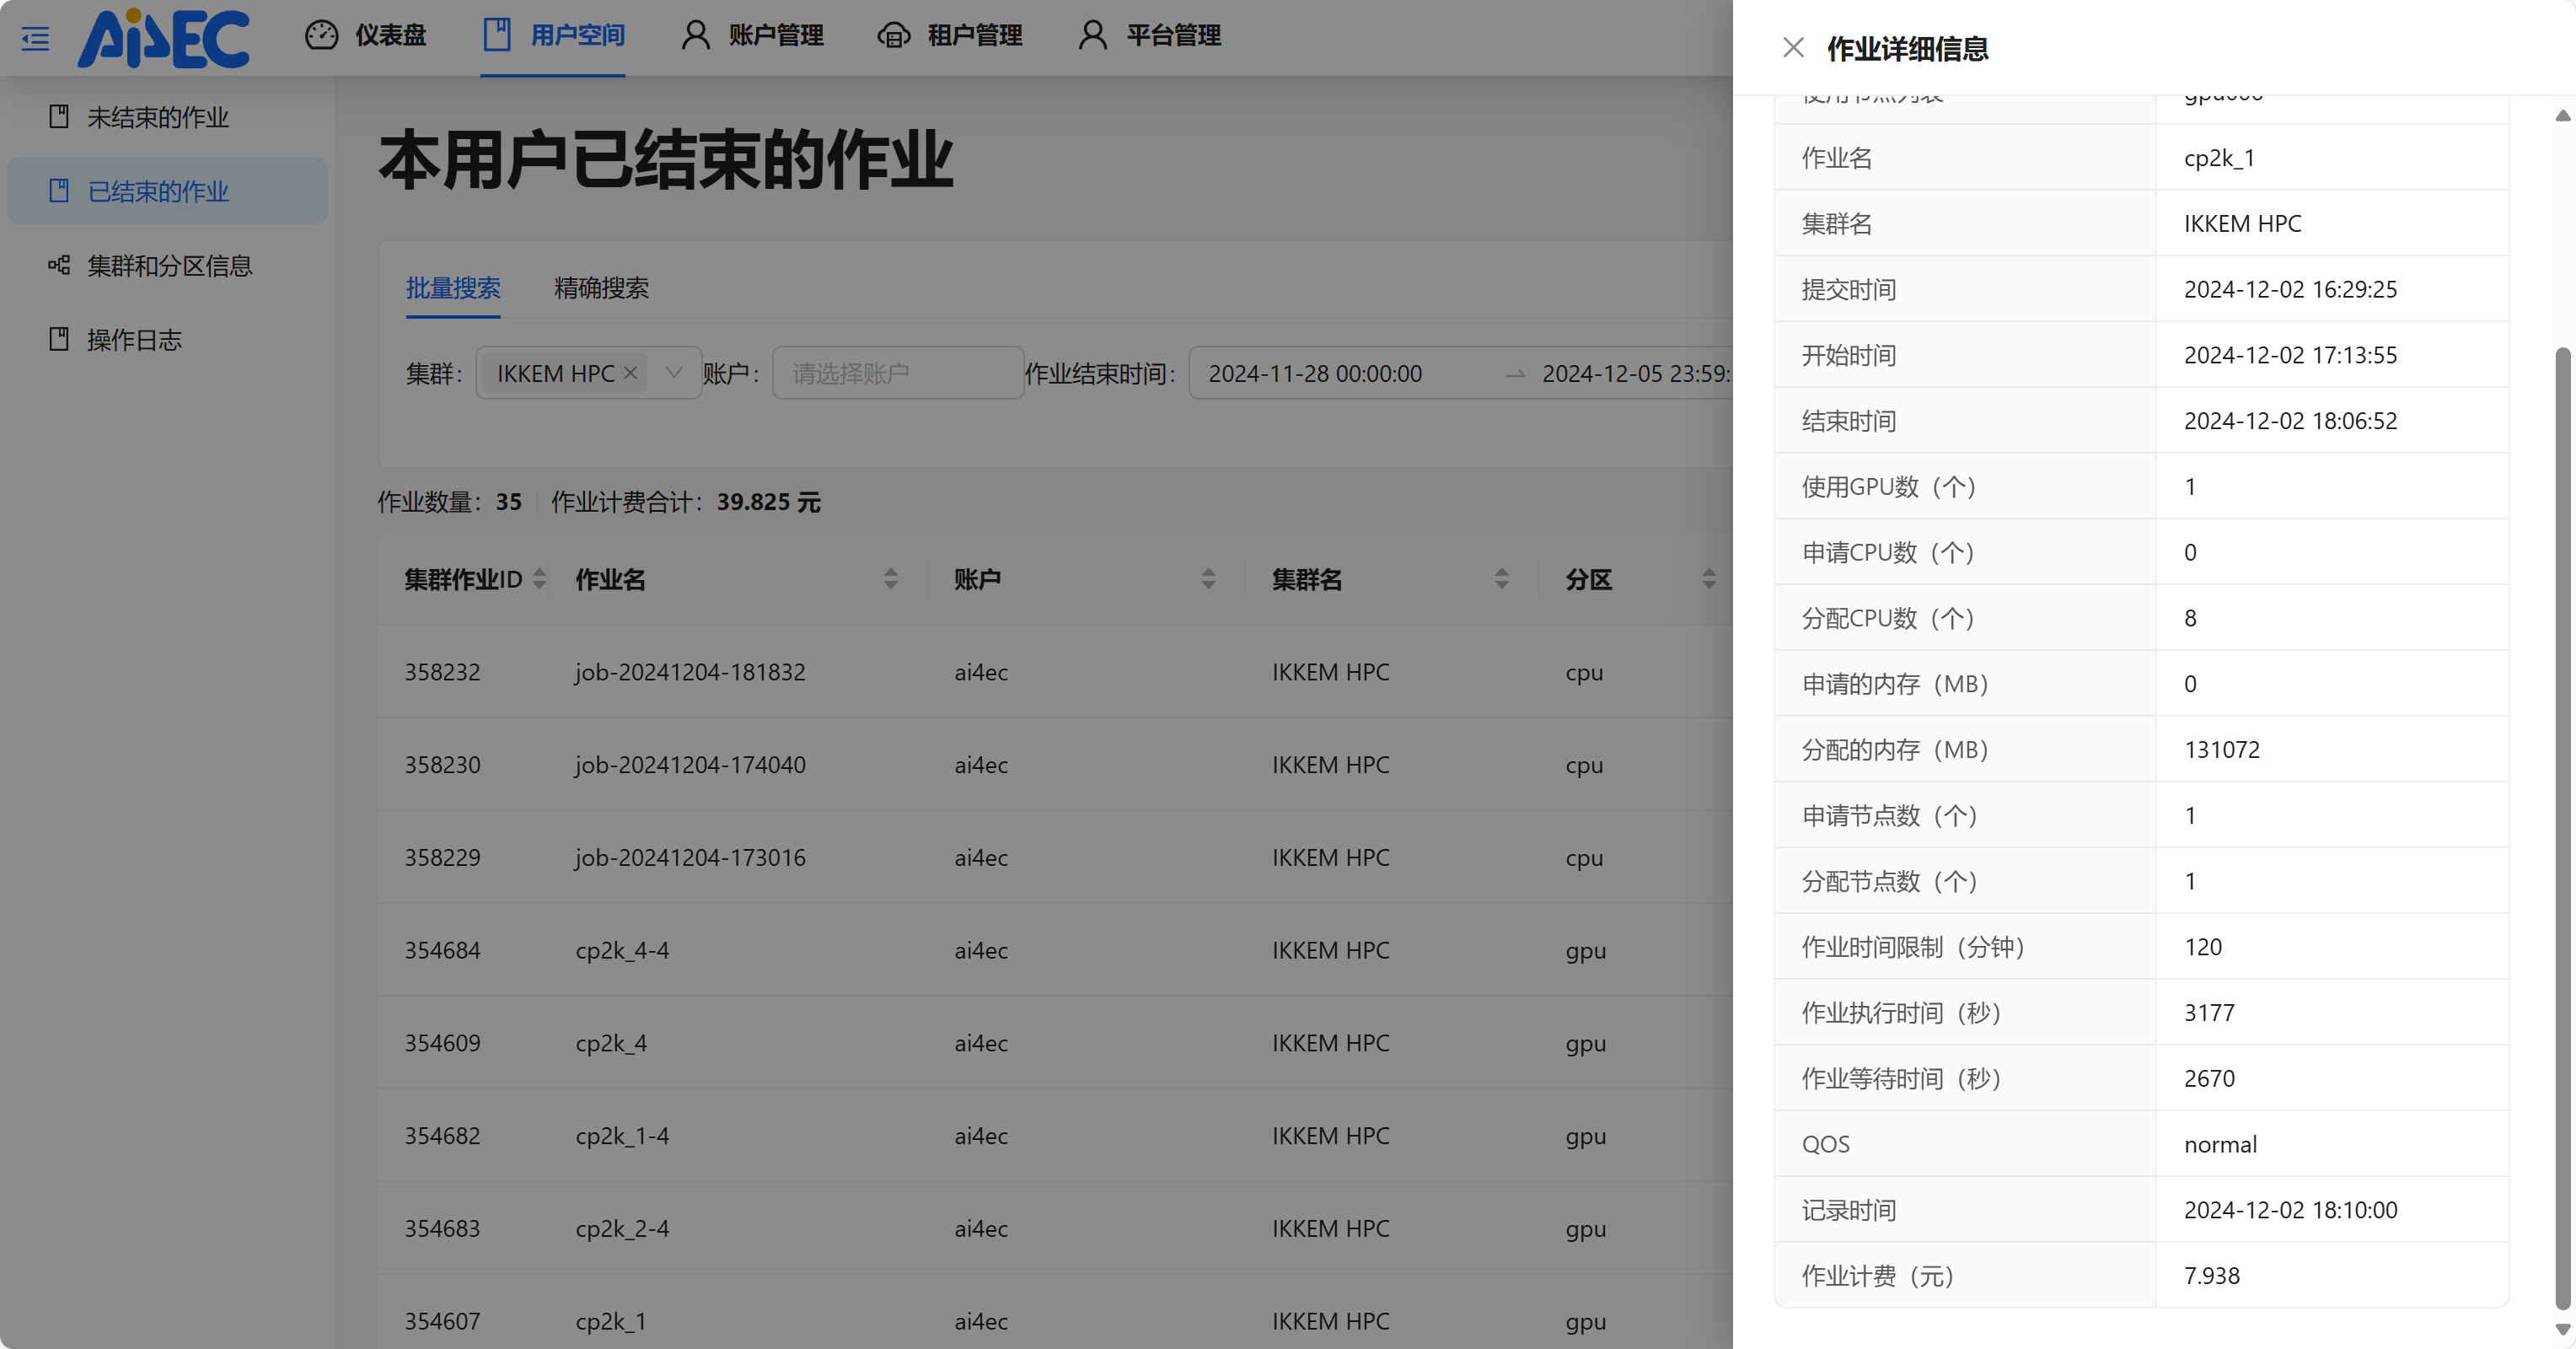 Ai4EC 仪表盘 用户空间 账户管理 租户管理 平台管理
未结束的作业
已结束的作业
集群和分区信息
操作日志
本用户已结束的作业
批量搜索 精确搜索
集群: IKKEM HPC 账户: 请选择账户 作业结束时间: 2024-11-28 00:00:00 → 2024-12-05 23:59:
作业数量: 35 作业计费合计: 39.825 元
集群作业ID 作业名 账户 集群名 分区
358232 job-20241204-181832 ai4ec IKKEM HPC cpu
358230 job-20241204-174040 ai4ec IKKEM HPC cpu
358229 job-20241204-173016 ai4ec IKKEM HPC cpu
354684 cp2k_4-4 ai4ec IKKEM HPC gpu
354609 cp2k_4 ai4ec IKKEM HPC gpu
354682 cp2k_1-4 ai4ec IKKEM HPC gpu
354683 cp2k_2-4 ai4ec IKKEM HPC gpu
354607 cp2k_1 ai4ec IKKEM HPC gpu
作业详细信息
使用节点列表
作业名 cp2k_1
集群名 IKKEM HPC
提交时间 2024-12-02 16:29:25
开始时间 2024-12-02 17:13:55
结束时间 2024-12-02 18:06:52
使用GPU数（个） 1
申请CPU数（个） 0
分配CPU数（个） 8
申请的内存（MB） 0
分配的内存（MB） 131072
申请节点数（个） 1
分配节点数（个） 1
作业时间限制（分钟） 120
作业执行时间（秒） 3177
作业等待时间（秒） 2670
QOS normal
记录时间 2024-12-02 18:10:00
作业计费（元） 7.938